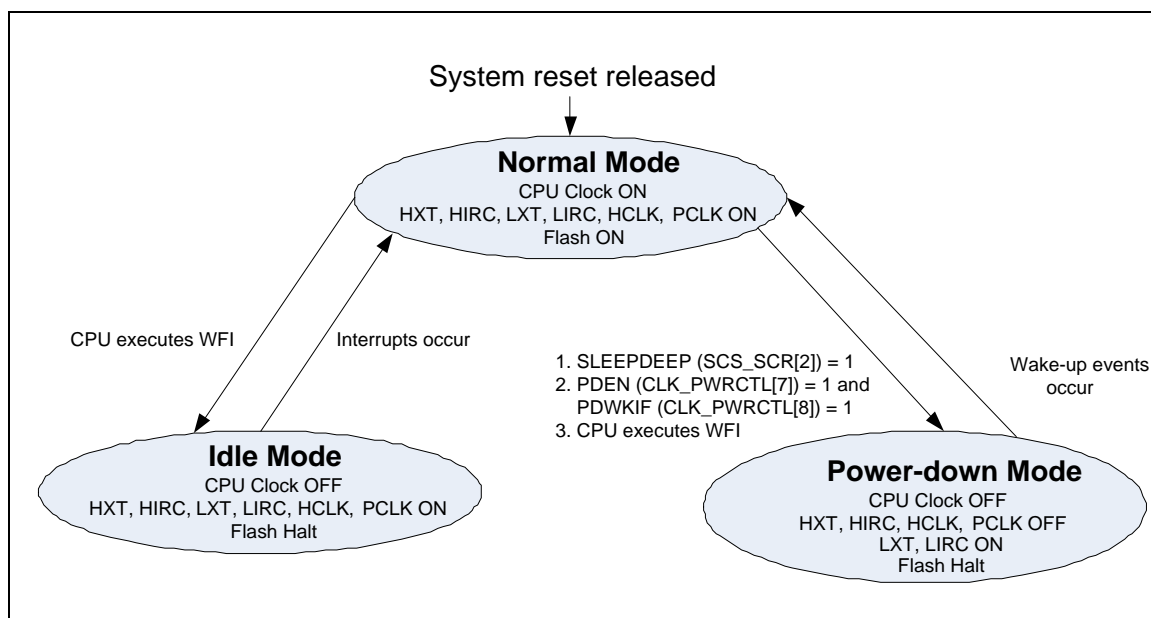 System reset released
Normal Mode
CPU Clock ON
HXT, HIRC, LXT, LIRC, HCLK, PCLK ON
Flash ON
CPU executes WFI
Interrupts occur
1. SLEEPDEEP (SCS_SCR[2]) = 1
2. PDEN (CLK_PWRCTL[7]) = 1 and
PDWKIF (CLK_PWRCTL[8]) = 1
3. CPU executes WFI
Wake-up events
occur
Idle Mode
CPU Clock OFF
HXT, HIRC, LXT, LIRC, HCLK, PCLK ON
Flash Halt
Power-down Mode
CPU Clock OFF
HXT, HIRC, HCLK, PCLK OFF
LXT, LIRC ON
Flash Halt